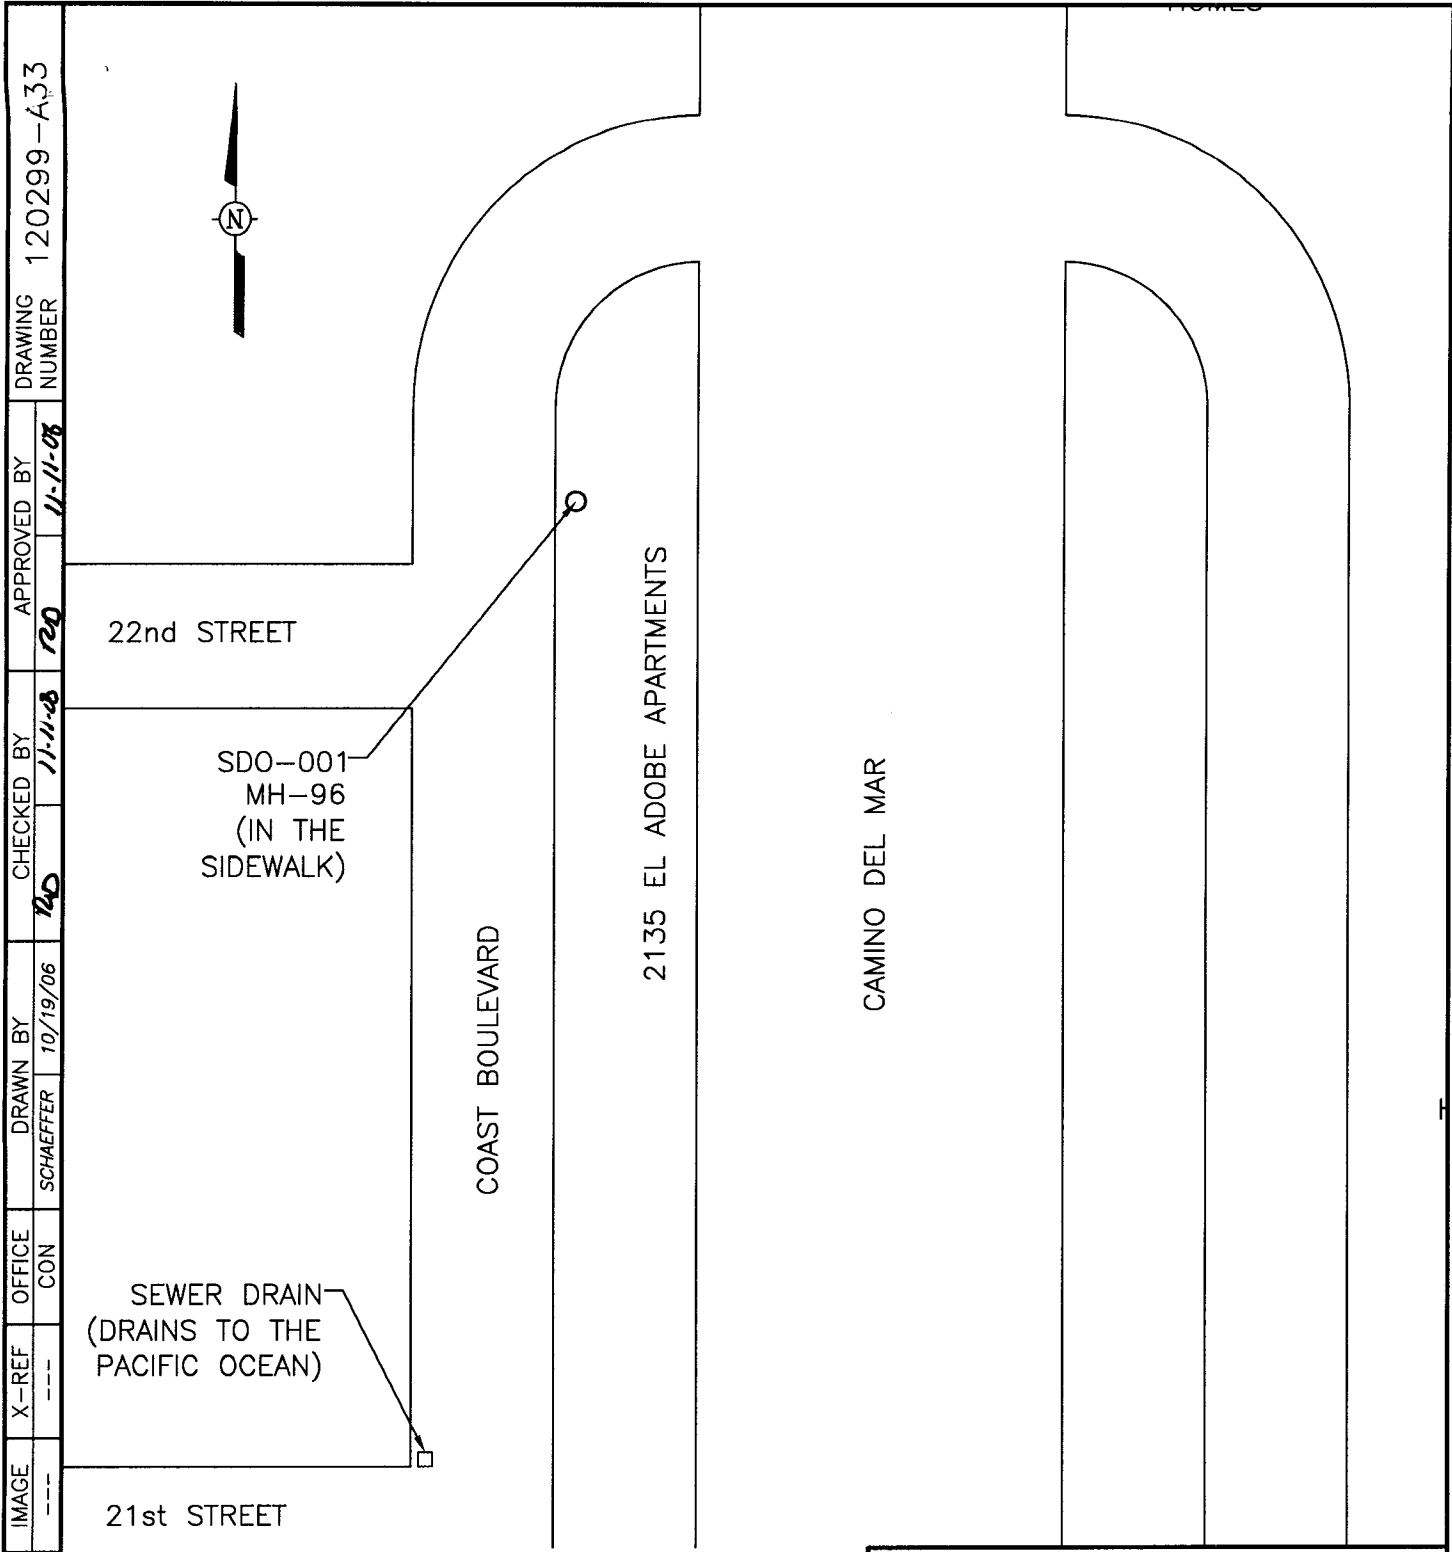 DRAWING NUMBER 120299-A33
APPROVED BY
RD 11-11-08
CHECKED BY
RD 11-11-08
DRAWN BY
SCHAEFFER 10/19/06
OFFICE
CON
X-REF
---
IMAGE
---
N
22nd STREET
SDO-001
MH-96
(IN THE
SIDEWALK)
2135 EL ADOBE APARTMENTS
CAMINO DEL MAR
COAST BOULEVARD
SEWER DRAIN
(DRAINS TO THE
PACIFIC OCEAN)
21st STREET